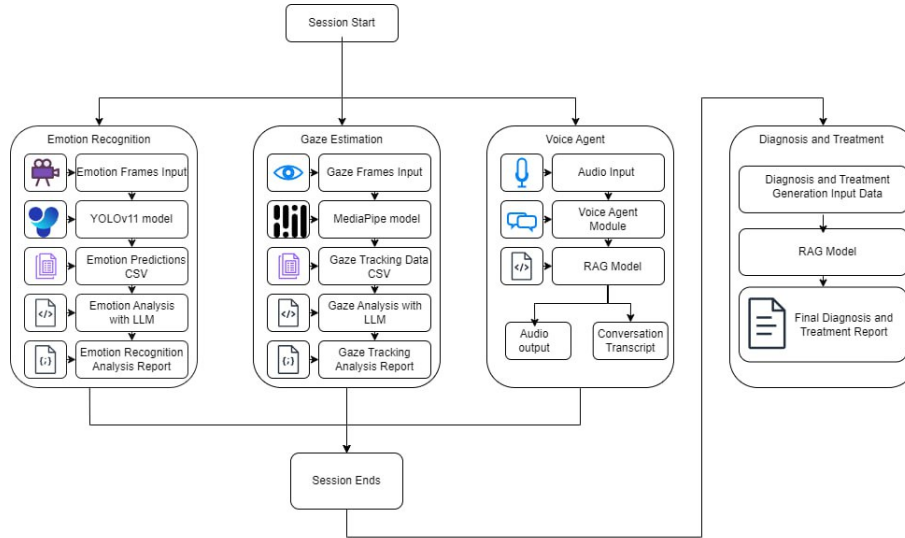 Session Start
Emotion Recognition
Emotion Frames Input
YOLOv11 model
Emotion Predictions
CSV
</>
Emotion Analysis
with LLM
{;}
Emotion Recognition
Analysis Report
Gaze Estimation
Gaze Frames Input
MediaPipe model
Gaze Tracking Data
CSV
</>
Gaze Analysis with
LLM
{;}
Gaze Tracking
Analysis Report
Voice Agent
Audio Input
Voice Agent
Module
</>
RAG Model
Audio
output
Conversation
Transcript
Session Ends
Diagnosis and Treatment
Diagnosis and Treatment
Generation Input Data
RAG Model
Final Diagnosis and
Treatment Report